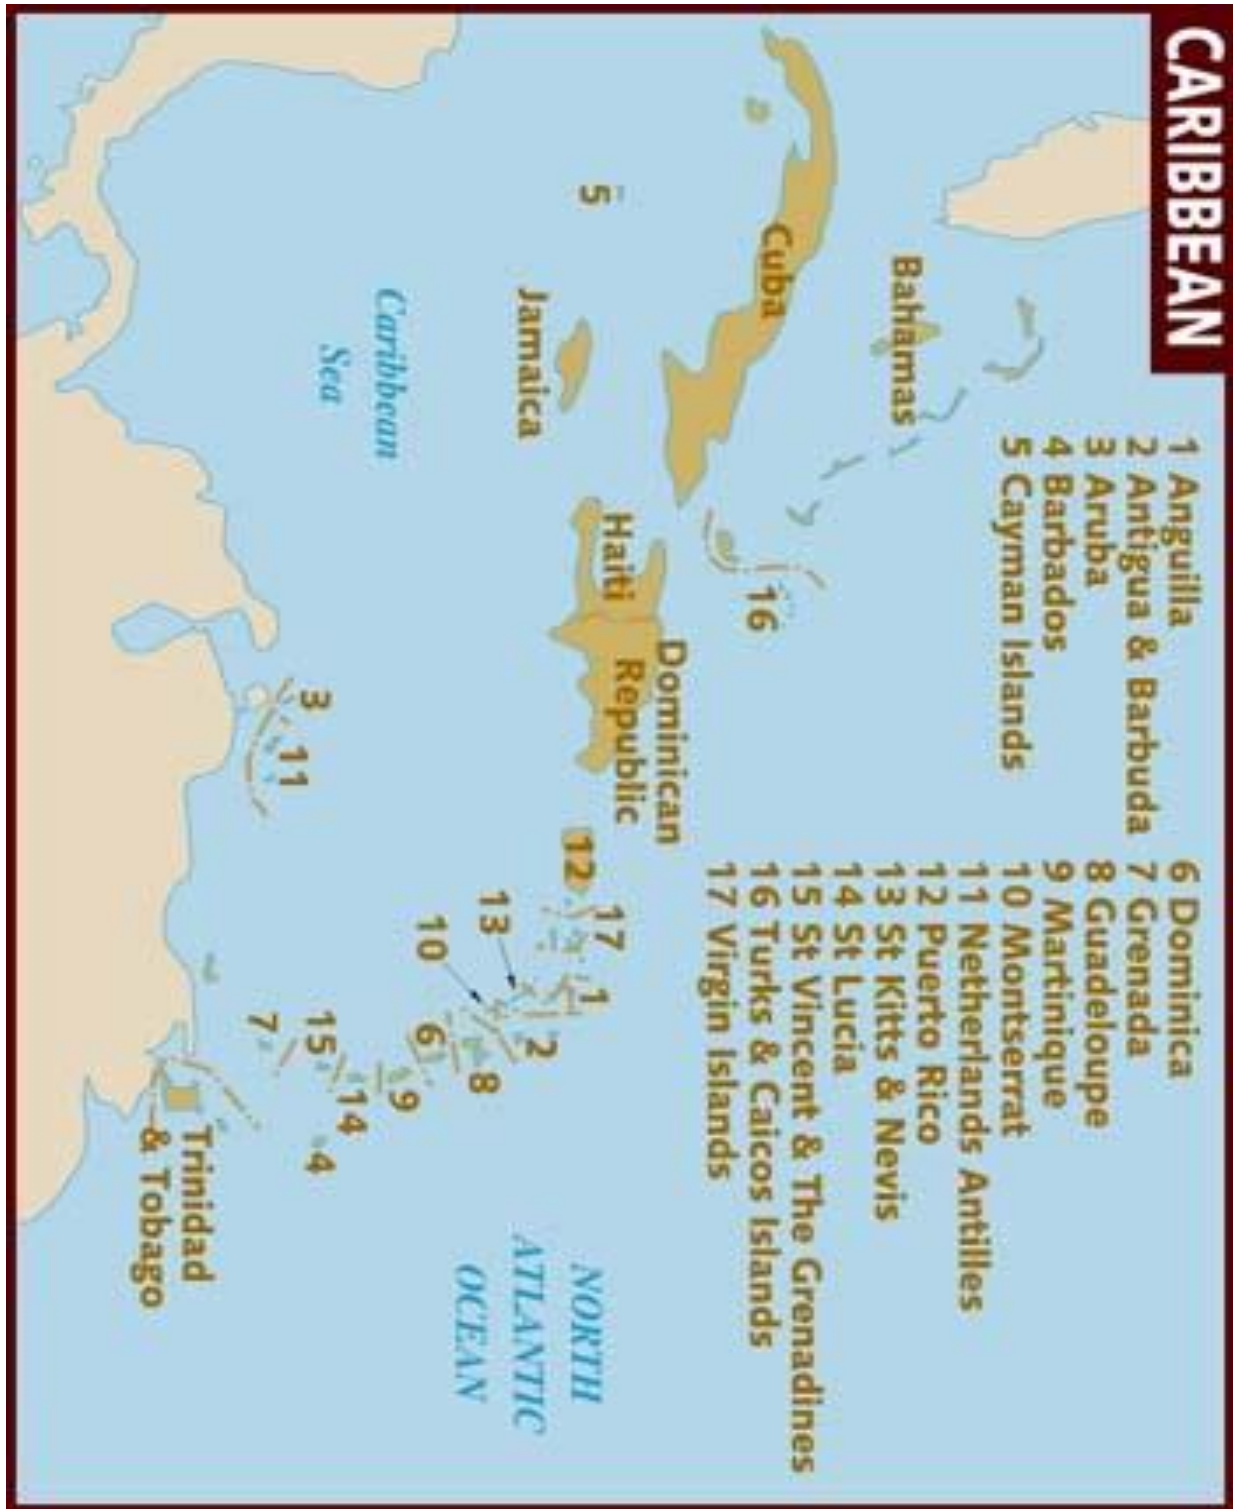 CARIBBEAN
1 Anguilla
2 Antigua & Barbuda
3 Aruba
4 Barbados
5 Cayman Islands
6 Dominica
7 Grenada
8 Guadeloupe
9 Martinique
10 Montserrat
11 Netherlands Antilles
12 Puerto Rico
13 St Kitts & Nevis
14 St Lucia
15 St Vincent & The Grenadines
16 Turks & Caicos Islands
17 Virgin Islands
Bahamas
Cuba
16
5
Jamaica
Haiti
Dominican
Republic
12
17
1
13
10
2
8
6
9
14
15
4
7
3
11
Caribbean
Sea
NORTH
ATLANTIC
OCEAN
Trinidad
& Tobago